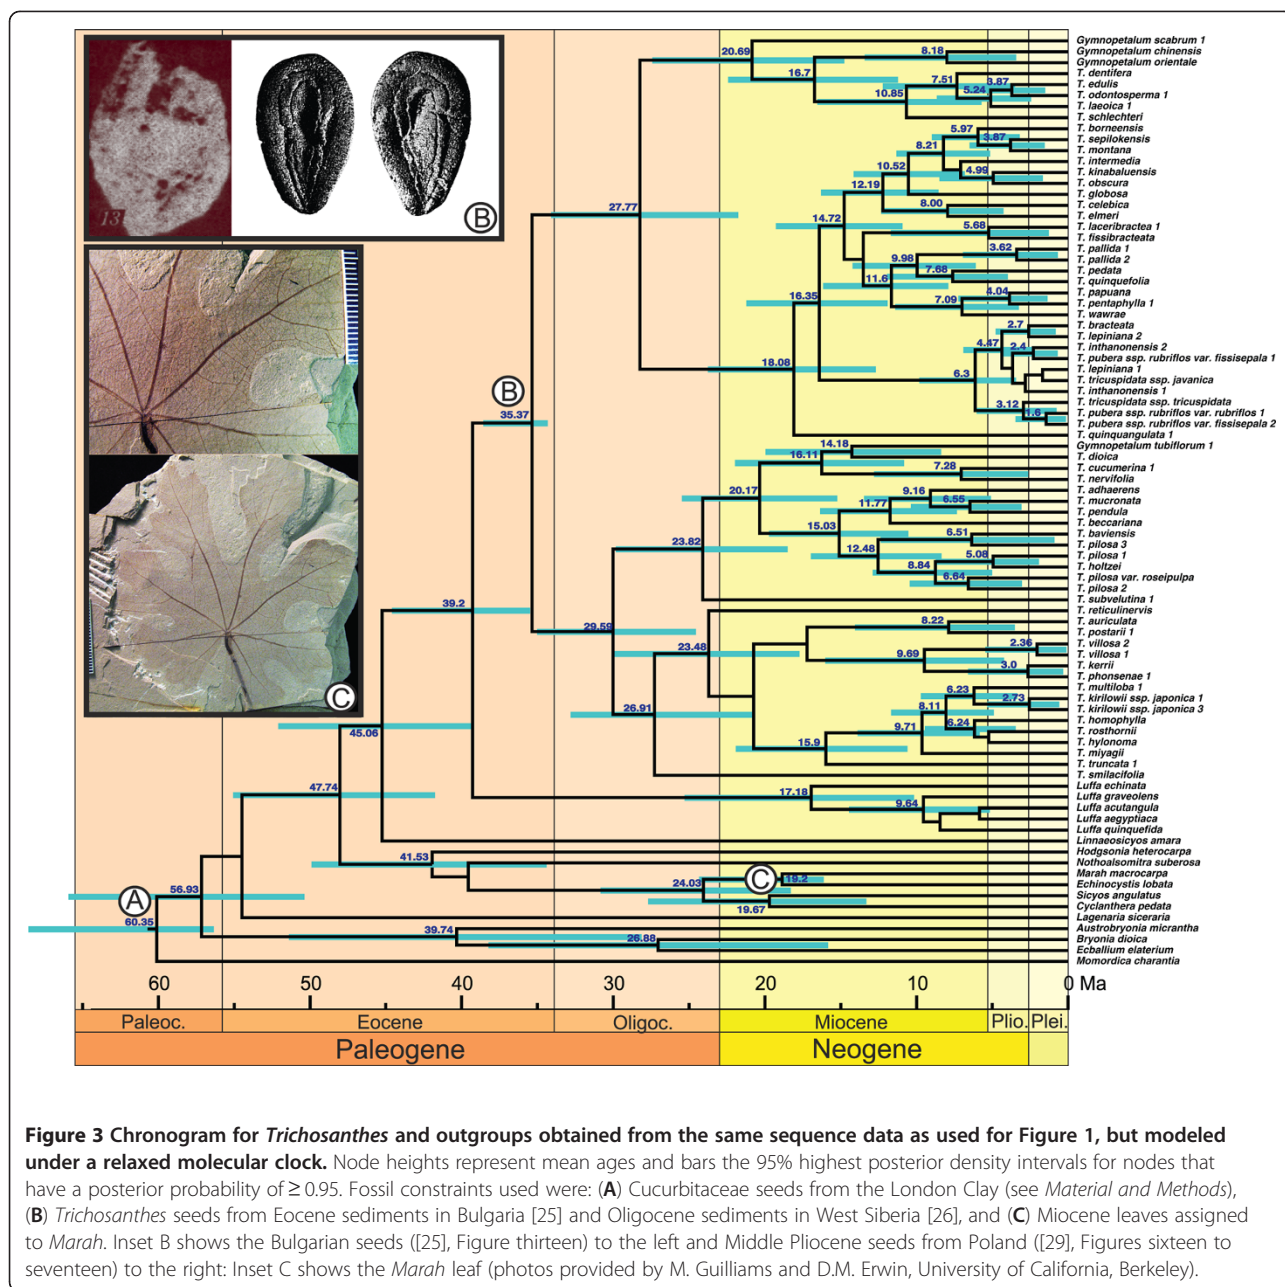 Gymnopetalum scabrum 1
Gymnopetalum chinensis
Gymnopetalum orientale
T. dentifera
T. edulis
T. odontosperma 1
T. laeoica 1
T. schlechteri
T. borneensis
T. sepilokensis
T. montana
T. intermedia
T. kinabaluensis
T. obscura
T. globosa
T. celebica
T. elmeri
T. laceribractea 1
T. fissibracteata
T. pallida 1
T. pallida 2
T. pedata
T. quinquefolia
T. papuana
T. pentaphylla 1
T. wawrae
T. bracteata
T. lepiniana 2
T. inthanonensis 2
T. pubera ssp. rubriflos var. fissisepala 1
T. lepiniana 1
T. tricuspidata ssp. javanica
T. inthanonensis 1
T. tricuspidata ssp. tricuspidata
T. pubera ssp. rubriflos var. rubriflos 1
T. pubera ssp. rubriflos var. fissisepala 2
T. quinquangulata 1
Gymnopetalum tubiflorum 1
T. dioica
T. cucumerina 1
T. nervifolia
T. adhaerens
T. mucronata
T. pendula
T. beccariana
T. baviensis
T. pilosa 3
T. pilosa 1
T. holtzei
T. pilosa var. roseipulpa
T. pilosa 2
T. subvelutina 1
T. reticulinervis
T. auriculata
T. postarii 1
T. villosa 2
T. villosa 1
T. kerrii
T. phonsenae 1
T. multiloba 1
T. kirilowii ssp. japonica 1
T. kirilowii ssp. japonica 3
T. homophylla
T. rosthornii
T. hylonoma
T. miyagii
T. truncata 1
T. smilacifolia
Luffa echinata
Luffa graveolens
Luffa acutangula
Luffa aegyptiaca
Luffa quinquefida
Linnaeosicyos amara
Hodgsonia heterocarpa
Nothoalsomitra suberosa
Marah macrocarpa
Echinocystis lobata
Sicyos angulatus
Cyclanthera pedata
Lagenaria siceraria
Austrobryonia micrantha
Bryonia dioica
Ecballium elaterium
Momordica charantia
20.69
8.18
16.7
7.51
3.87
5.24
10.85
5.97
3.87
8.21
10.52
4.99
12.19
8.00
27.77
14.72
5.68
3.62
9.98
7.68
11.6
4.04
16.35
7.09
2.7
4.47
2.4
18.08
6.3
3.12
1.6
35.37
14.18
16.11
7.28
20.17
9.16
6.55
11.77
15.03
6.51
23.82
12.48
5.08
8.84
6.64
39.2
29.59
8.22
23.48
2.36
9.69
3.0
6.23
2.73
26.91
8.11
6.24
9.71
45.06
15.9
47.74
17.18
9.64
41.53
19.2
24.03
19.67
56.93
60.35
39.74
26.88
13
B
C
B
A
C
60 50 40 30 20 10 0 Ma
Paleoc. Eocene Oligoc. Miocene Plio. Plei.
Paleogene Neogene
Figure 3 Chronogram for Trichosanthes and outgroups obtained from the same sequence data as used for Figure 1, but modeled
under a relaxed molecular clock. Node heights represent mean ages and bars the 95% highest posterior density intervals for nodes that
have a posterior probability of ≥ 0.95. Fossil constraints used were: (A) Cucurbitaceae seeds from the London Clay (see Material and Methods),
(B) Trichosanthes seeds from Eocene sediments in Bulgaria [25] and Oligocene sediments in West Siberia [26], and (C) Miocene leaves assigned
to Marah. Inset B shows the Bulgarian seeds ([25], Figure thirteen) to the left and Middle Pliocene seeds from Poland ([29], Figures sixteen to
seventeen) to the right: Inset C shows the Marah leaf (photos provided by M. Guilliams and D.M. Erwin, University of California, Berkeley).